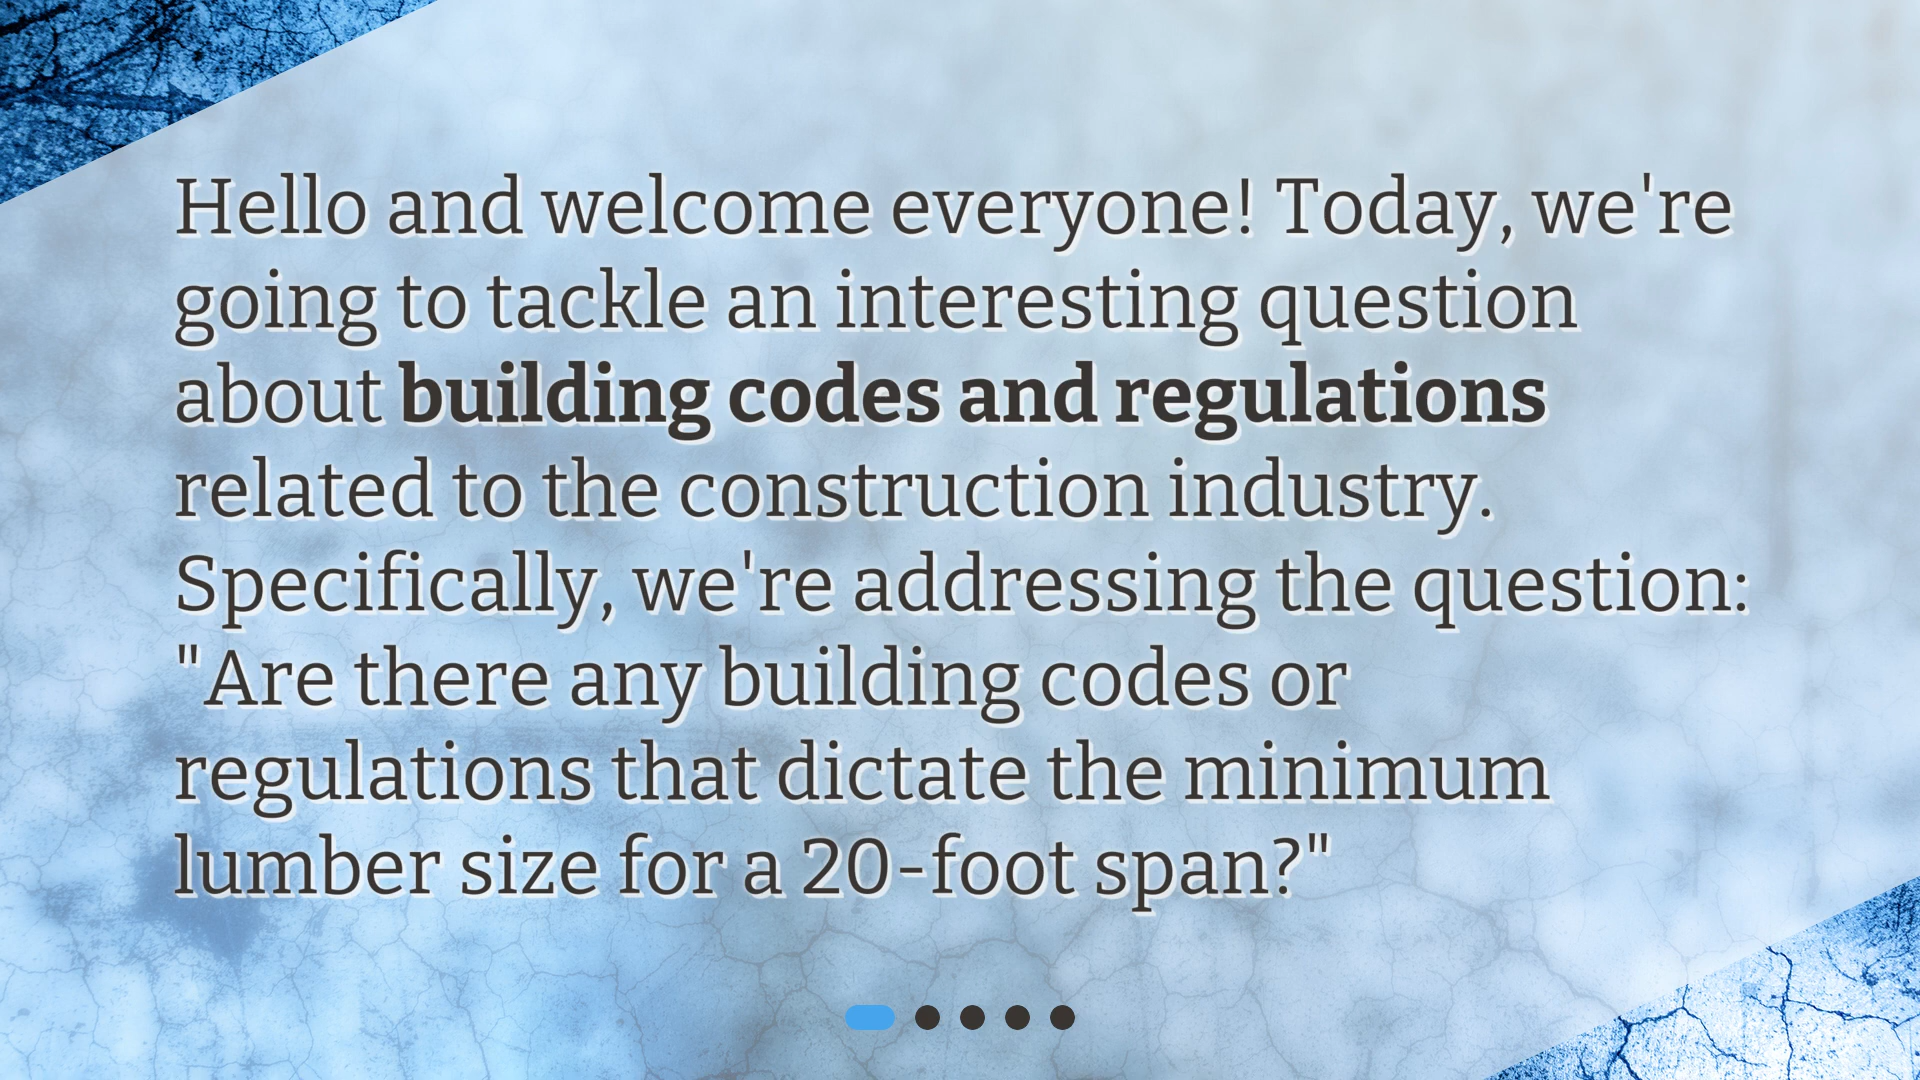 Hello and welcome everyone! Today, we're
going to tackle an interesting question
about building codes and regulations
related to the construction industry.
Specifically, we're addressing the question:
"Are there any building codes or
regulations that dictate the minimum
lumber size for a 20-foot span?"